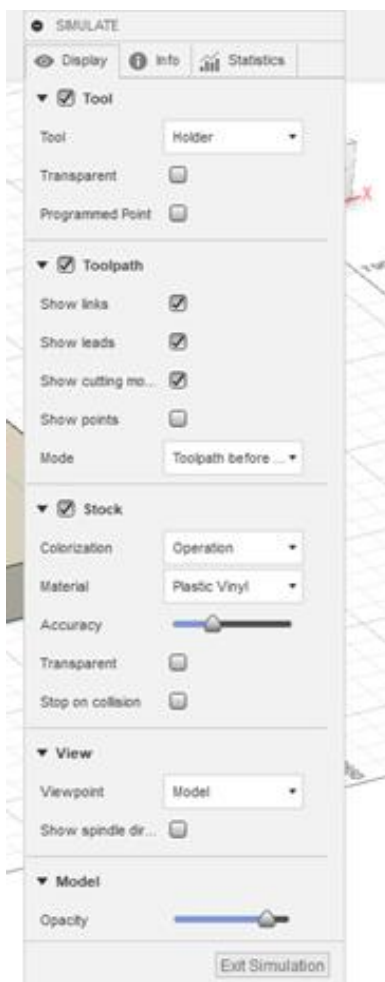 SIMULATE
Display Info Statistics
Tool
Tool Holder
Transparent
Programmed Point
X
Toolpath
Show links
Show leads
Show cutting mo...
Show points
Mode Toolpath before ...
Stock
Colorization Operation
Material Plastic Vinyl
Accuracy
Transparent
Stop on collision
View
Viewpoint Model
Show spindle dir...
Model
Opacity
Exit Simulation